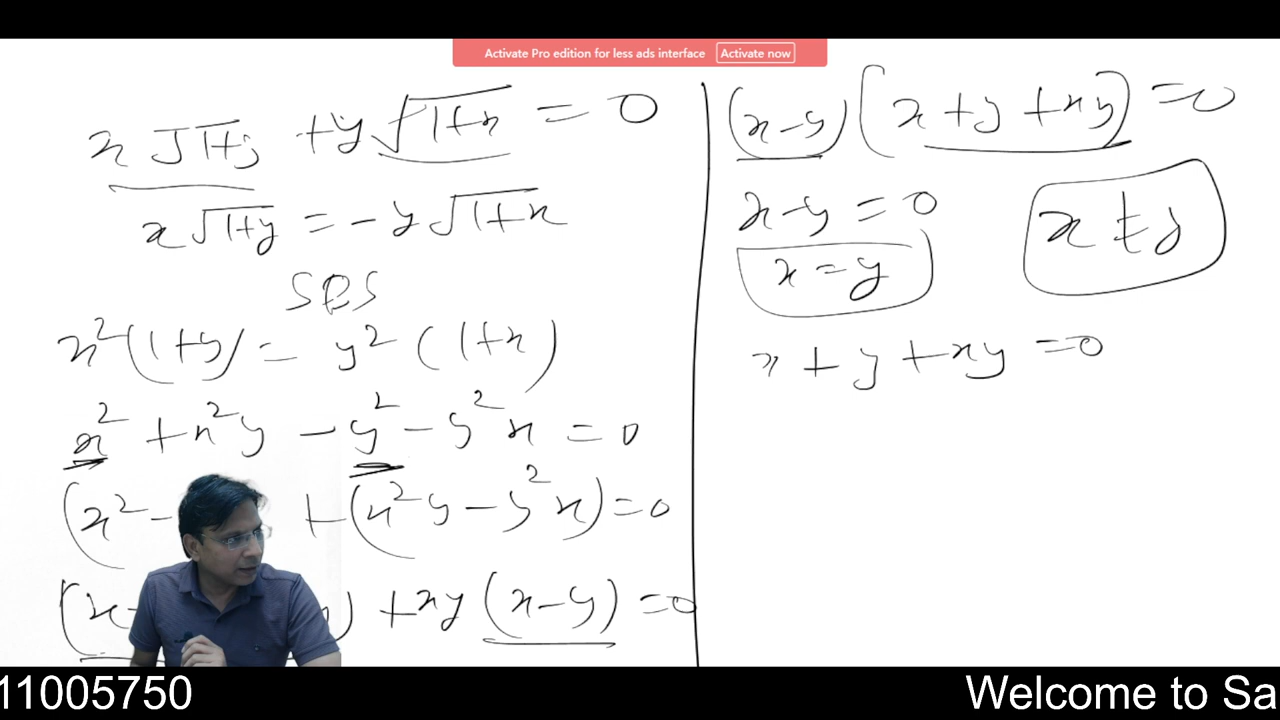 Activate Pro edition for less ads interface Activate now
x√1+y +y√1+x = 0
x√1+y = -y√1+x
SBS
x²(1+y) = y²(1+x)
x² +x²y -y² -y²x = 0
(x² - +(x²y - y²x) = 0
(x- ) +xy(x-y) = 0
(x-y)(x+y+xy) = 0
x-y = 0
x = y
x ≠ y
x+y+xy = 0
11005750
Welcome to Sa